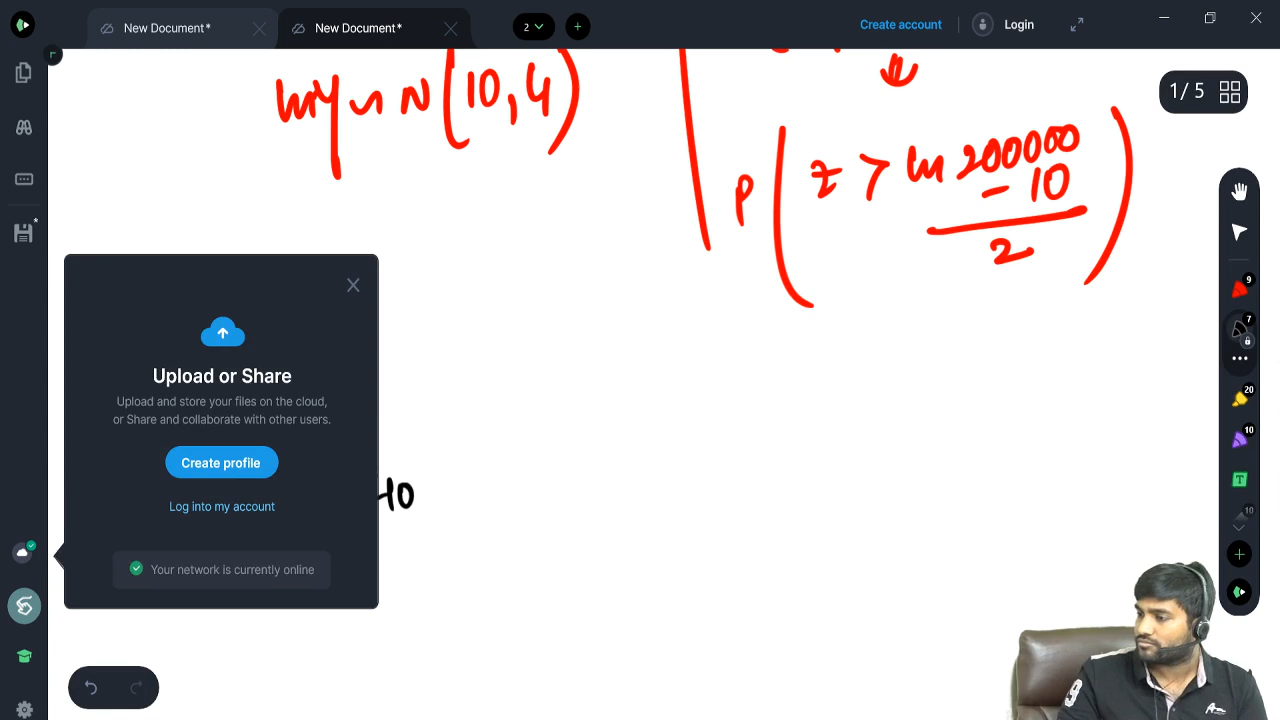 New Document*
New Document*
2
Create account
Login
1/ 5
ln y ~ N(10, 4)
P(z > ln 200000
- 10
2 )
9
7
20
10
T
10
Upload or Share
Upload and store your files on the cloud,
or Share and collaborate with other users.
Create profile
Log into my account
Your network is currently online
10